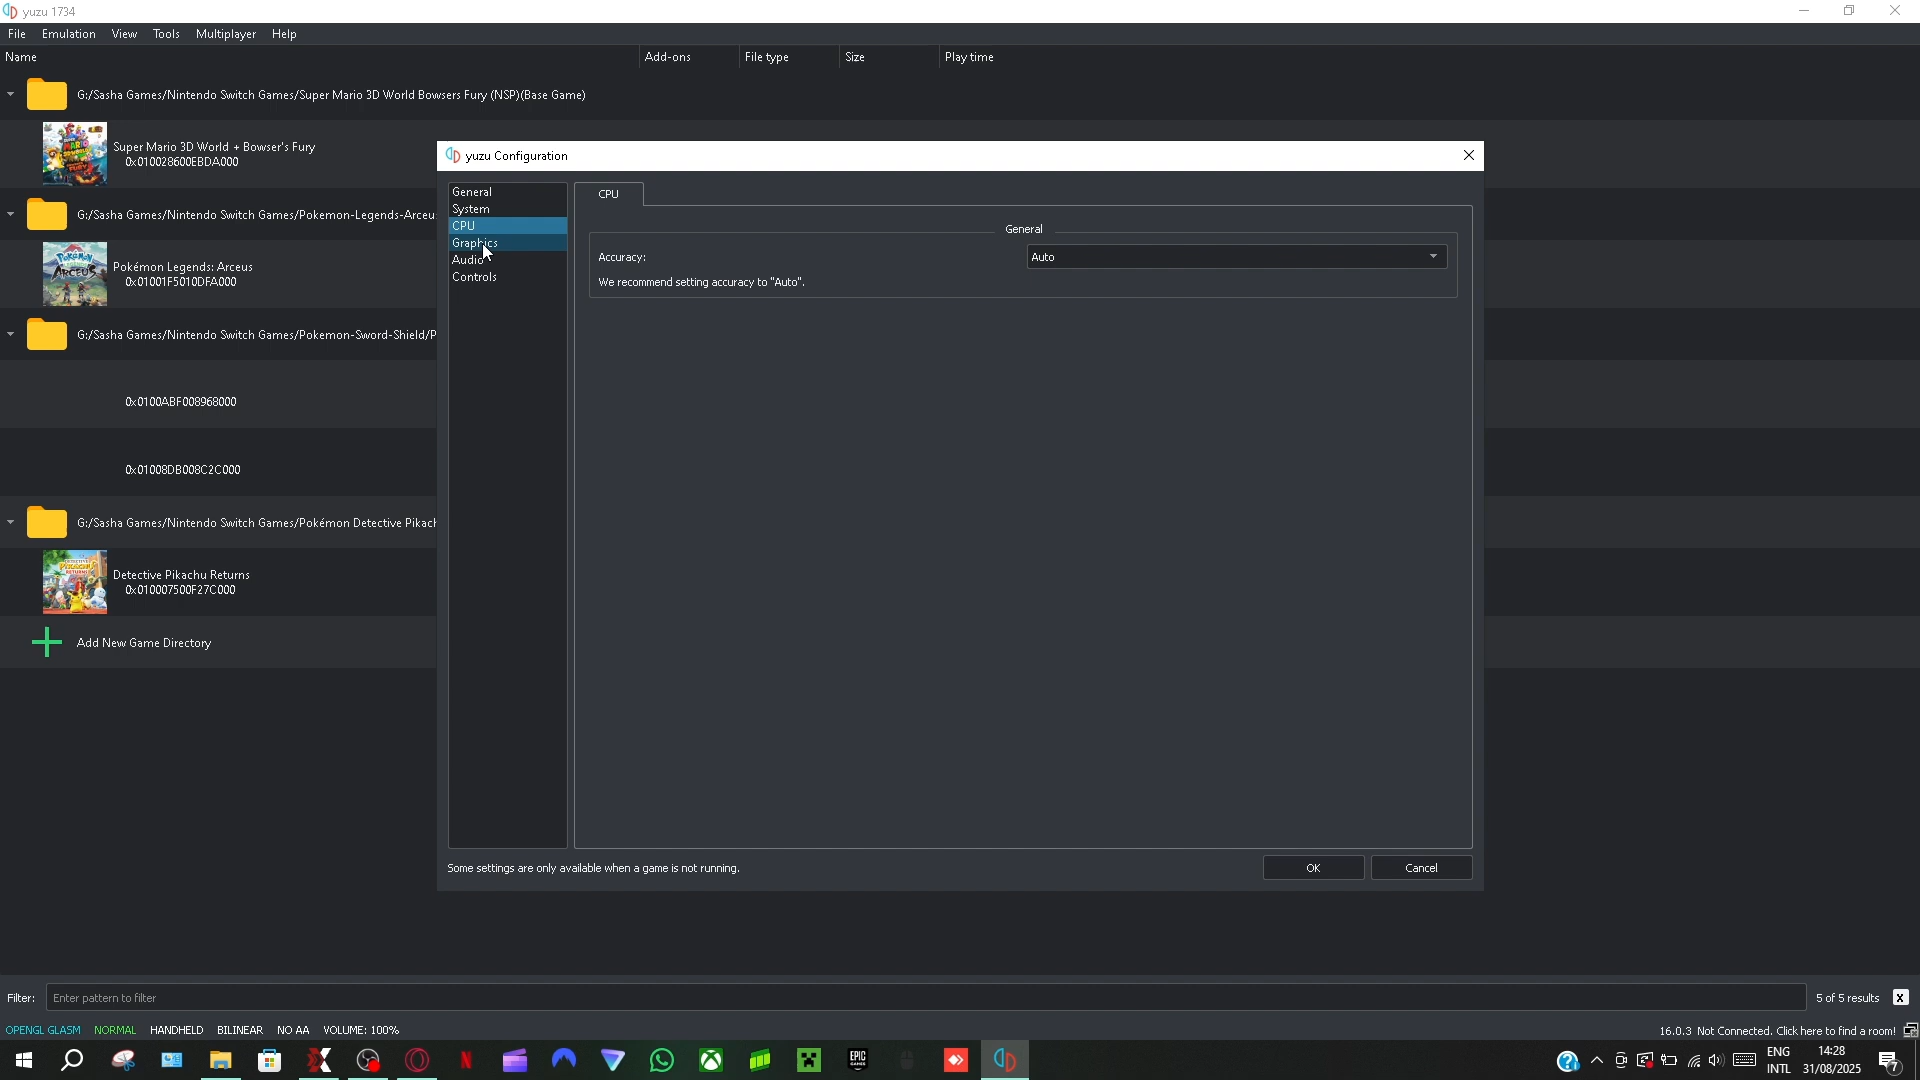 yuzu 1734
File Emulation View Tools Multiplayer Help
Name Add-ons File type Size Play time
G:/Sasha Games/Nintendo Switch Games/Super Mario 3D World Bowsers Fury (NSP)(Base Game)
Super Mario 3D World + Bowser's Fury
0x010028600EBDA000
G:/Sasha Games/Nintendo Switch Games/Pokemon-Legends-Arceu
Pokémon Legends: Arceus
0x01001F5010DFA000
G:/Sasha Games/Nintendo Switch Games/Pokemon-Sword-Shield/P
0x0100ABF008968000
0x01008DB008C2C000
G:/Sasha Games/Nintendo Switch Games/Pokémon Detective Pikach
Detective Pikachu Returns
0x010007500F27C000
Add New Game Directory
yuzu Configuration
General
System
CPU
Graphics
Audio
Controls
CPU
General
Accuracy: Auto
We recommend setting accuracy to "Auto".
Some settings are only available when a game is not running.
OK Cancel
Filter: Enter pattern to filter 5 of 5 results x
OPENGL GLASM NORMAL HANDHELD BILINEAR NO AA VOLUME: 100%
16.0.3 Not Connected. Click here to find a room!
ENG
INTL
14:28
31/08/2025
7